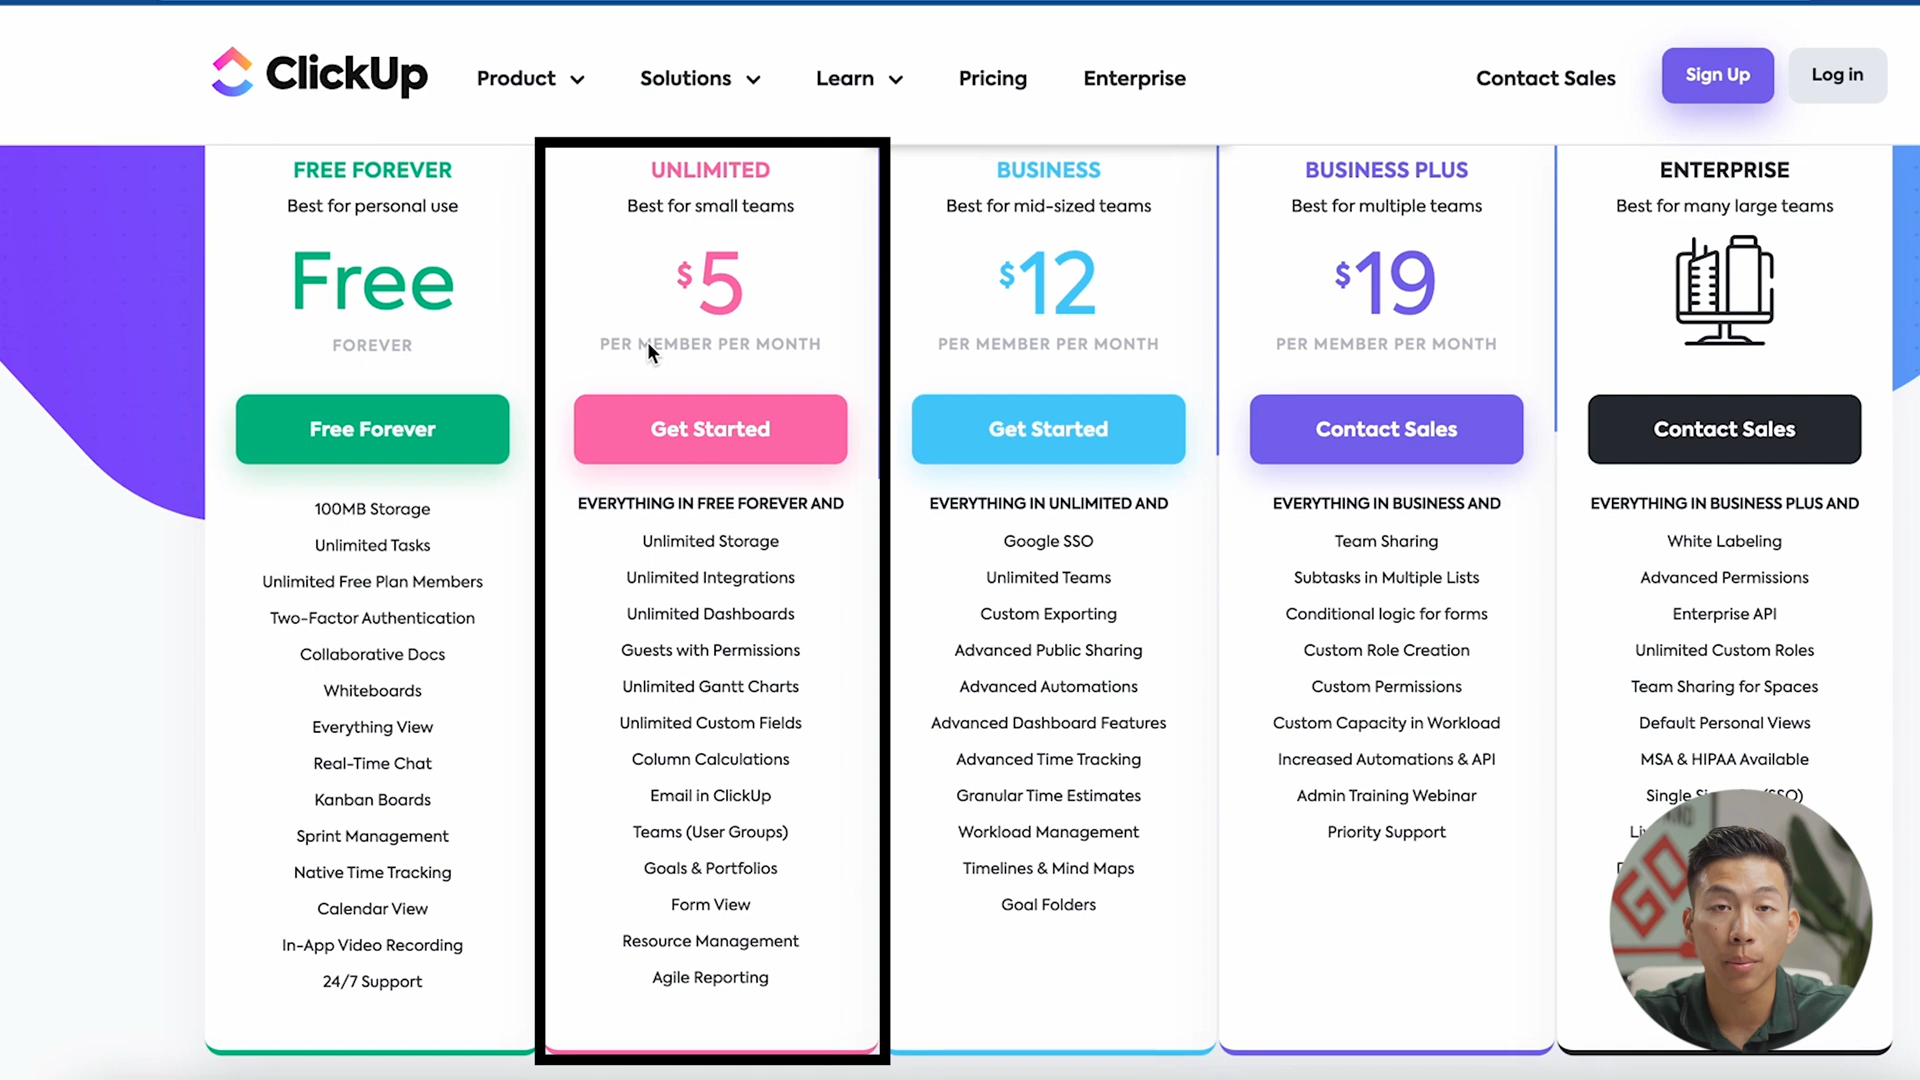 ClickUp
Product
Solutions
Learn
Pricing
Enterprise
Contact Sales
Sign Up
Log in
FREE FOREVER
Best for personal use
Free
FOREVER
Free Forever
100MB Storage
Unlimited Tasks
Unlimited Free Plan Members
Two-Factor Authentication
Collaborative Docs
Whiteboards
Everything View
Real-Time Chat
Kanban Boards
Sprint Management
Native Time Tracking
Calendar View
In-App Video Recording
24/7 Support
UNLIMITED
Best for small teams
$5
PER MEMBER PER MONTH
Get Started
EVERYTHING IN FREE FOREVER AND
Unlimited Storage
Unlimited Integrations
Unlimited Dashboards
Guests with Permissions
Unlimited Gantt Charts
Unlimited Custom Fields
Column Calculations
Email in ClickUp
Teams (User Groups)
Goals & Portfolios
Form View
Resource Management
Agile Reporting
BUSINESS
Best for mid-sized teams
$12
PER MEMBER PER MONTH
Get Started
EVERYTHING IN UNLIMITED AND
Google SSO
Unlimited Teams
Custom Exporting
Advanced Public Sharing
Advanced Automations
Advanced Dashboard Features
Advanced Time Tracking
Granular Time Estimates
Workload Management
Timelines & Mind Maps
Goal Folders
BUSINESS PLUS
Best for multiple teams
$19
PER MEMBER PER MONTH
Contact Sales
EVERYTHING IN BUSINESS AND
Team Sharing
Subtasks in Multiple Lists
Conditional logic for forms
Custom Role Creation
Custom Permissions
Custom Capacity in Workload
Increased Automations & API
Admin Training Webinar
Priority Support
ENTERPRISE
Best for many large teams
Contact Sales
EVERYTHING IN BUSINESS PLUS AND
White Labeling
Advanced Permissions
Enterprise API
Unlimited Custom Roles
Team Sharing for Spaces
Default Personal Views
MSA & HIPAA Available
Single
GO